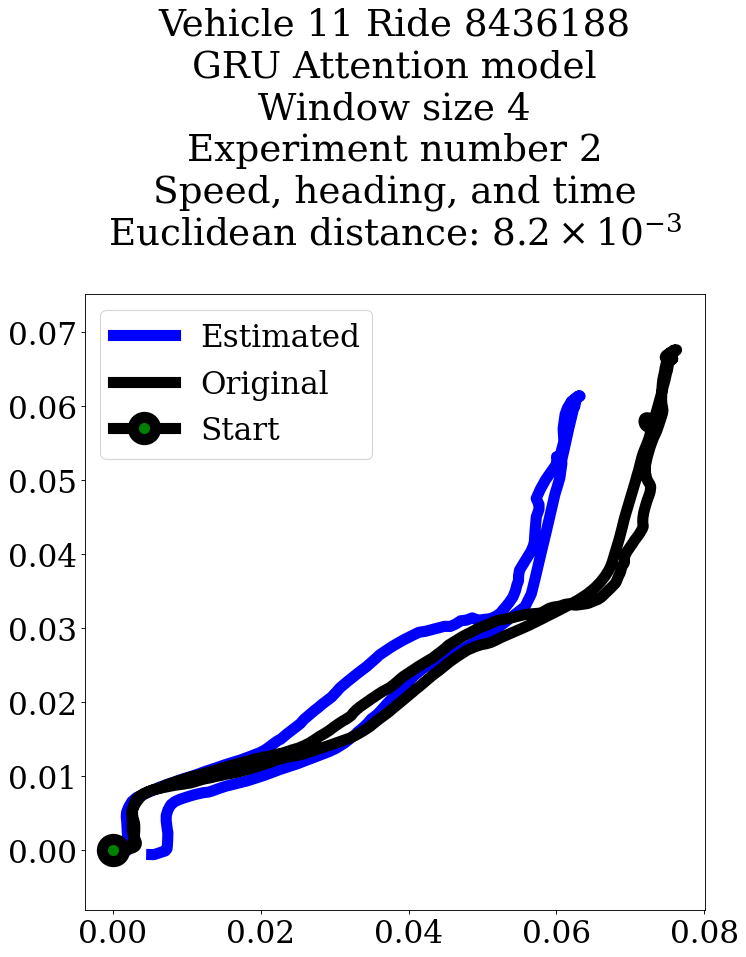 Vehicle 11 Ride 8436188
GRU Attention model
Window size 4
Experiment number 2
Speed, heading, and time
Euclidean distance: 8.2 × 10⁻³
Estimated
Original
Start
0.07
0.06
0.05
0.04
0.03
0.02
0.01
0.00
0.00 0.02 0.04 0.06 0.08